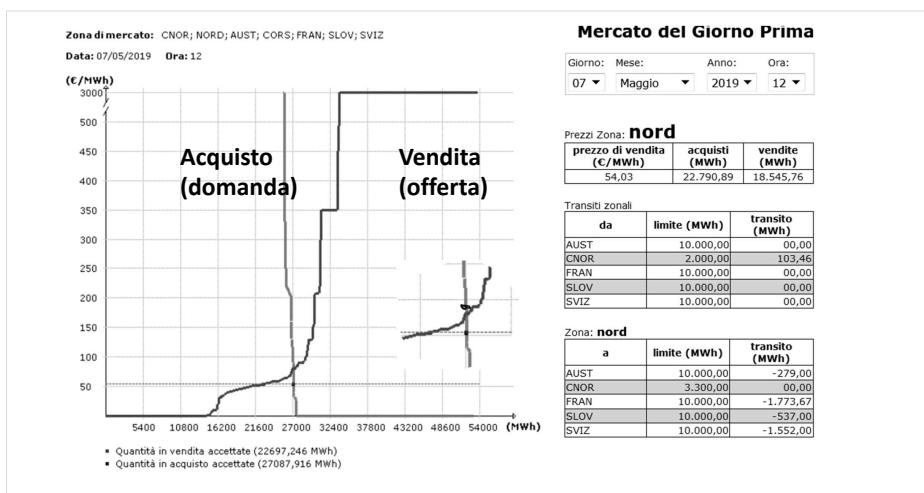 Zona di mercato: CNOR; NORD; AUST; CORS; FRAN; SLOV; SVIZ
Data: 07/05/2019 Ora: 12
(€/MWh)
3000
500
450
400
350
300
250
200
150
100
50
Acquisto
(domanda)
Vendita
(offerta)
5400 10800 16200 21600 27000 32400 37800 43200 48600 54000 (MWh)
Quantità in vendita accettate (22697,246 MWh)
Quantità in acquisto accettate (27087,916 MWh)
Mercato del Giorno Prima
Giorno: Mese: Anno: Ora:
07 Maggio 2019 12
Prezzi Zona: nord
prezzo di vendita (€/MWh) acquisti (MWh) vendite (MWh)
54,03 22.790,89 18.545,76
Transiti zonali
da limite (MWh) transito (MWh)
AUST 10.000,00 00,00
CNOR 2.000,00 103,46
FRAN 10.000,00 00,00
SLOV 10.000,00 00,00
SVIZ 10.000,00 00,00
Zona: nord
a limite (MWh) transito (MWh)
AUST 10.000,00 -279,00
CNOR 3.300,00 00,00
FRAN 10.000,00 -1.773,67
SLOV 10.000,00 -537,00
SVIZ 10.000,00 -1.552,00